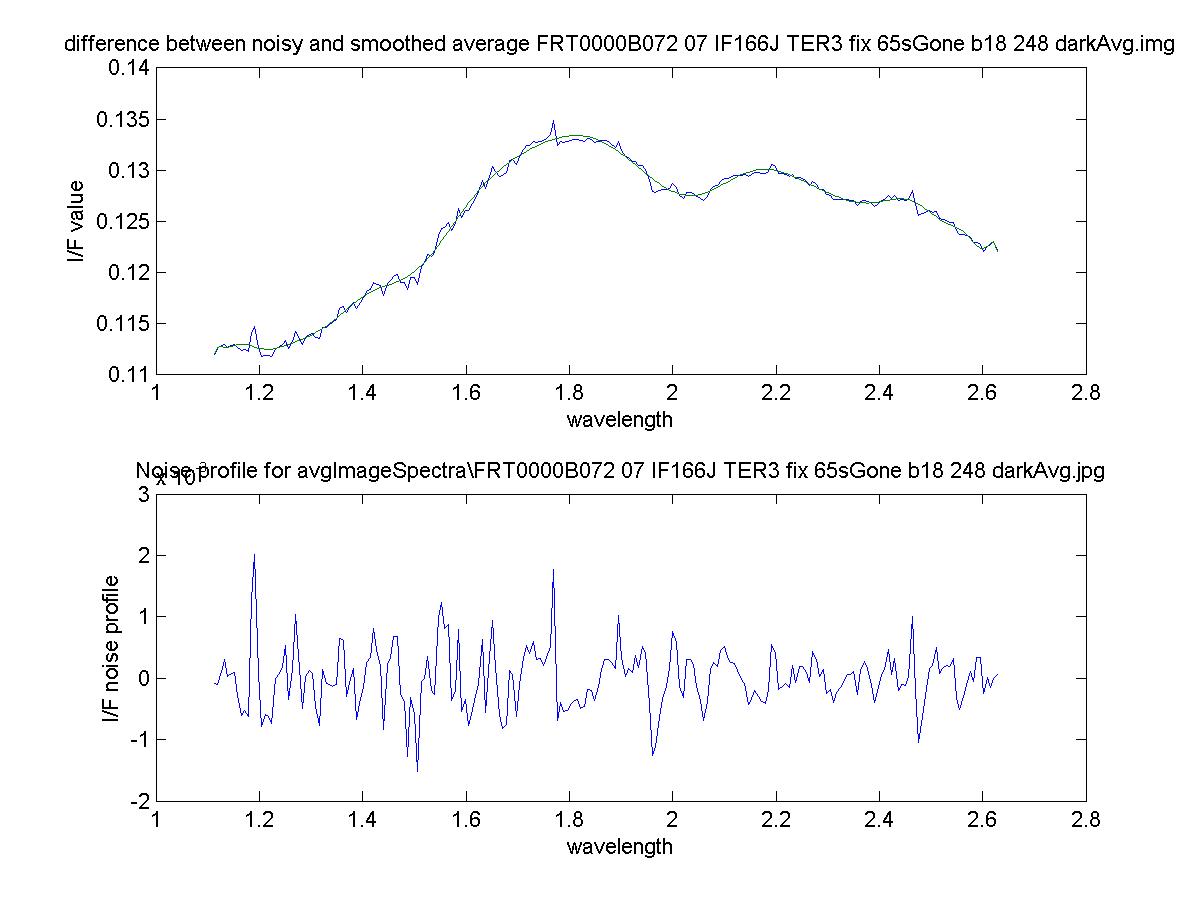 difference between noisy and smoothed average FRT0000B072 07 IF166J TER3 fix 65sGone b18 248 darkAvg.img
0.14
0.135
0.13
0.125
0.12
0.115
0.11
I/F value
1 1.2 1.4 1.6 1.8 2 2.2 2.4 2.6 2.8
wavelength
Noise profile for avgImageSpectra\FRT0000B072 07 IF166J TER3 fix 65sGone b18 248 darkAvg.jpg
x 10-3
3
2
1
0
-1
-2
I/F noise profile
1 1.2 1.4 1.6 1.8 2 2.2 2.4 2.6 2.8
wavelength